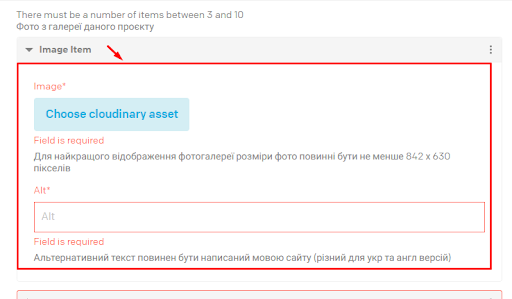 There must be a number of items between 3 and 10
Фото з галереї даного проєкту
Image Item
Image*
Choose cloudinary asset
Field is required
Для найкращого відображення фотогалереї розміри фото повинні бути не менше 842 x 630
пікселів
Alt*
Alt
Field is required
Альтернативний текст повинен бути написаний мовою сайту (різний для укр та англ версій)